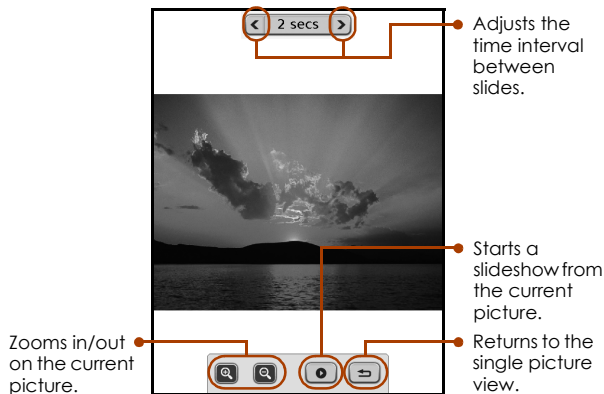 2 secs
Adjusts the
time interval
between
slides.
Starts a
slideshow from
the current
picture.
Zooms in/out
on the current
picture.
Returns to the
single picture
view.